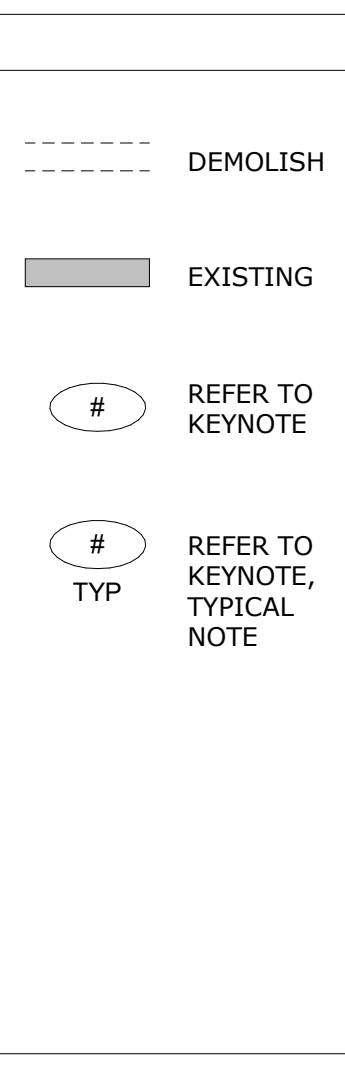 DEMOLISH
EXISTING
#
REFER TO
KEYNOTE
#
TYP
REFER TO
KEYNOTE,
TYPICAL
NOTE